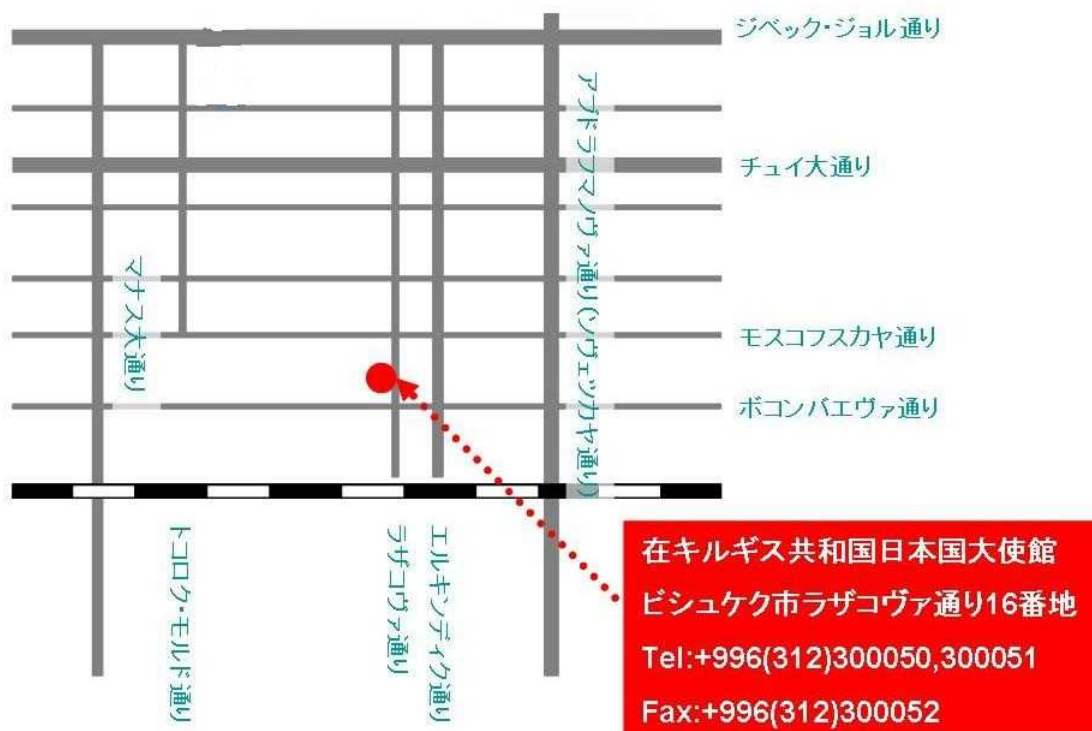 ジベック・ジョル通り
チュイ大通り
アブドラフマノヴァ通り(ソヴェツカヤ通り)
マナス大通り
モスコフスカヤ通り
ボコンバエヴァ通り
トコロク・モルド通り
ラザコヴァ通り
エルキンディク通り
在キルギス共和国日本国大使館
ビシュケク市ラザコヴァ通り16番地
Tel:+996(312)300050,300051
Fax:+996(312)300052